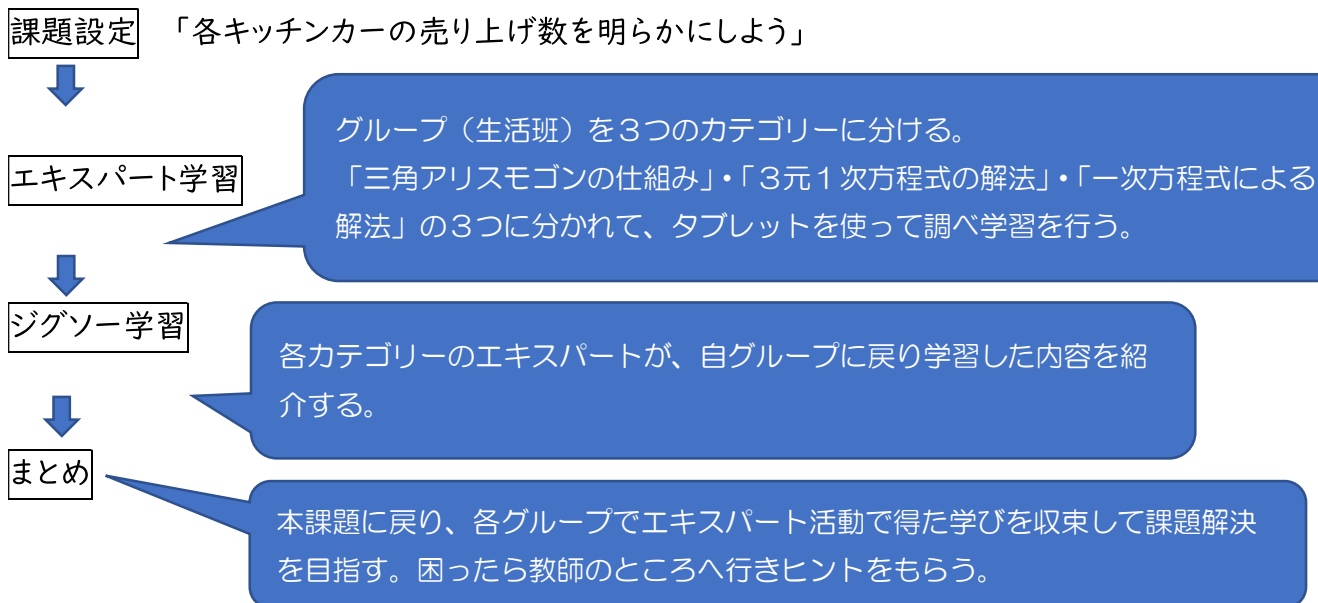 課題設定 「各キッチンカーの売り上げ数を明らかにしよう」
グループ（生活班）を３つのカテゴリーに分ける。
「三角アリスモゴンの仕組み」・「３元１次方程式の解法」・「一次方程式による
解法」の３つに分かれて、タブレットを使って調べ学習を行う。
エキスパート学習
ジグソー学習
各カテゴリーのエキスパートが、自グループに戻り学習した内容を紹
介する。
まとめ
本課題に戻り、各グループでエキスパート活動で得た学びを収束して課題解決
を目指す。困ったら教師のところへ行きヒントをもらう。